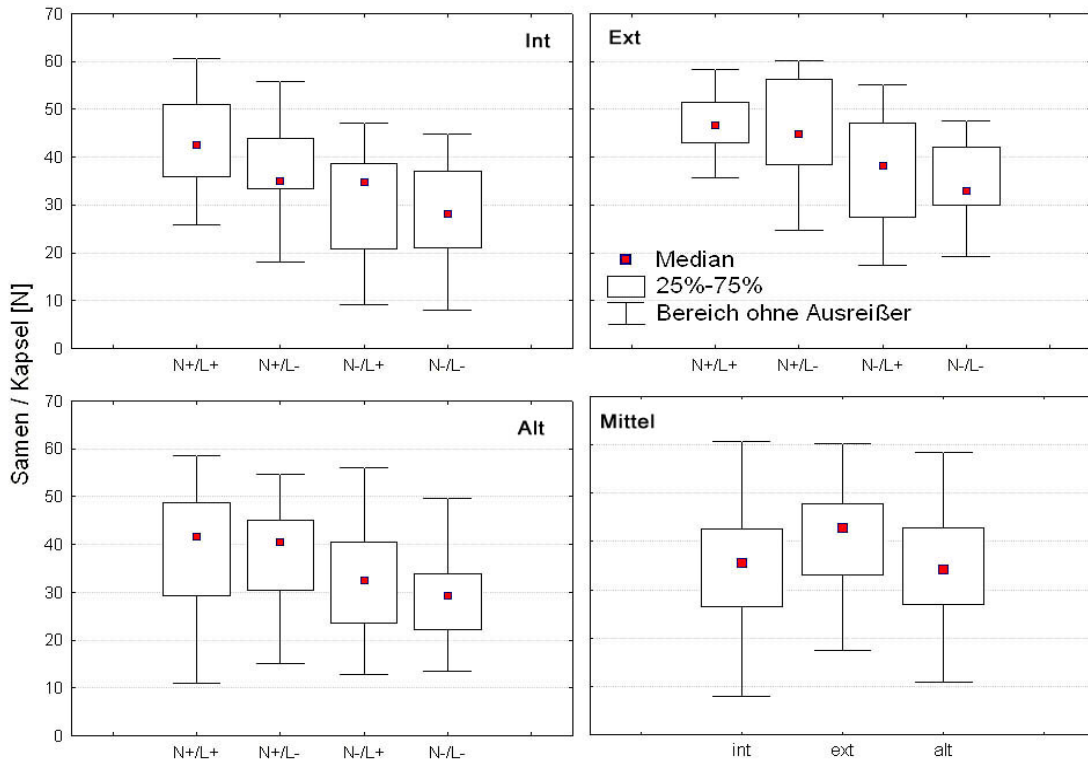 Samen / Kapsel [N]
70
60
50
40
30
20
10
0
Int
N+/L+ N+/L- N-/L+ N-/L-
Ext
Median
25%-75%
Bereich ohne Ausreißer
N+/L+ N+/L- N-/L+ N-/L-
70
60
50
40
30
20
10
0
Alt
N+/L+ N+/L- N-/L+ N-/L-
Mittel
int ext alt